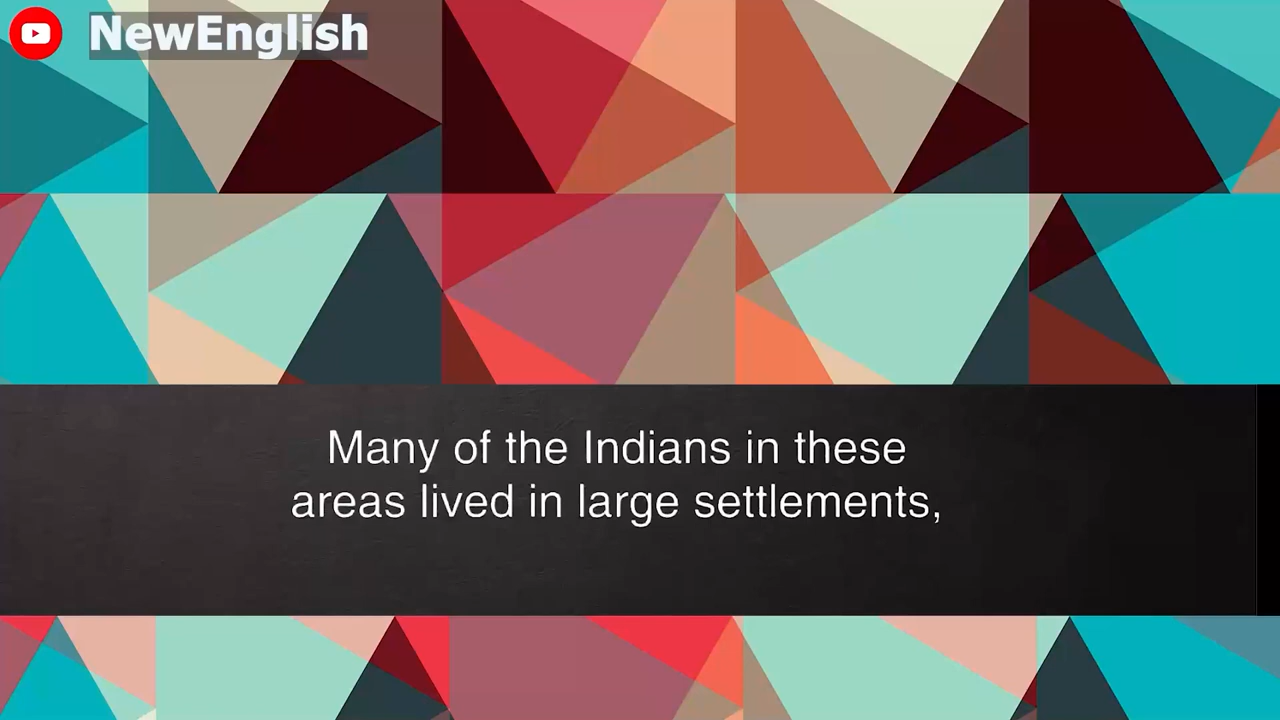 NewEnglish
Many of the Indians in these
areas lived in large settlements,